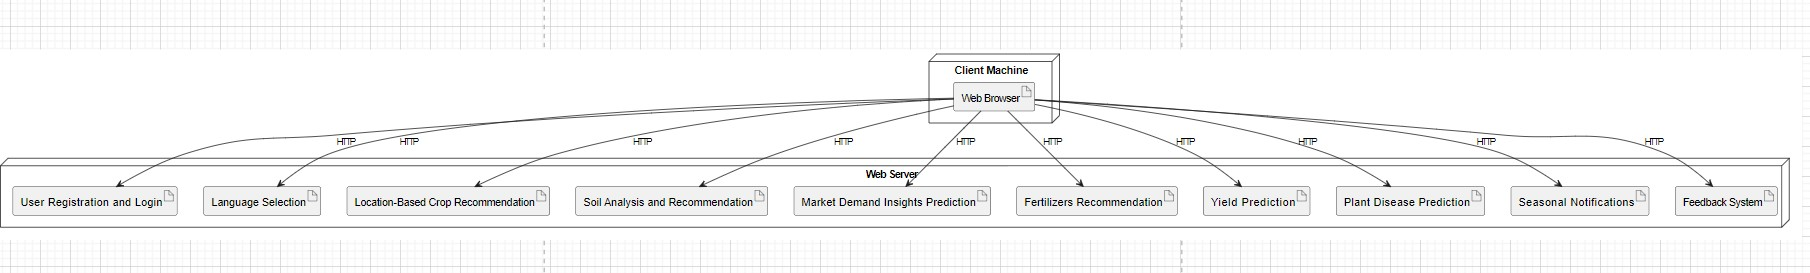 Client Machine
Web Browser
HTTP HTTP HTTP HTTP HTTP HTTP HTTP HTTP HTTP
Web Server
User Registration and Login
Language Selection
Location-Based Crop Recommendation
Soil Analysis and Recommendation
Market Demand Insights Prediction
Fertilizers Recommendation
Yield Prediction
Plant Disease Prediction
Seasonal Notifications
Feedback System